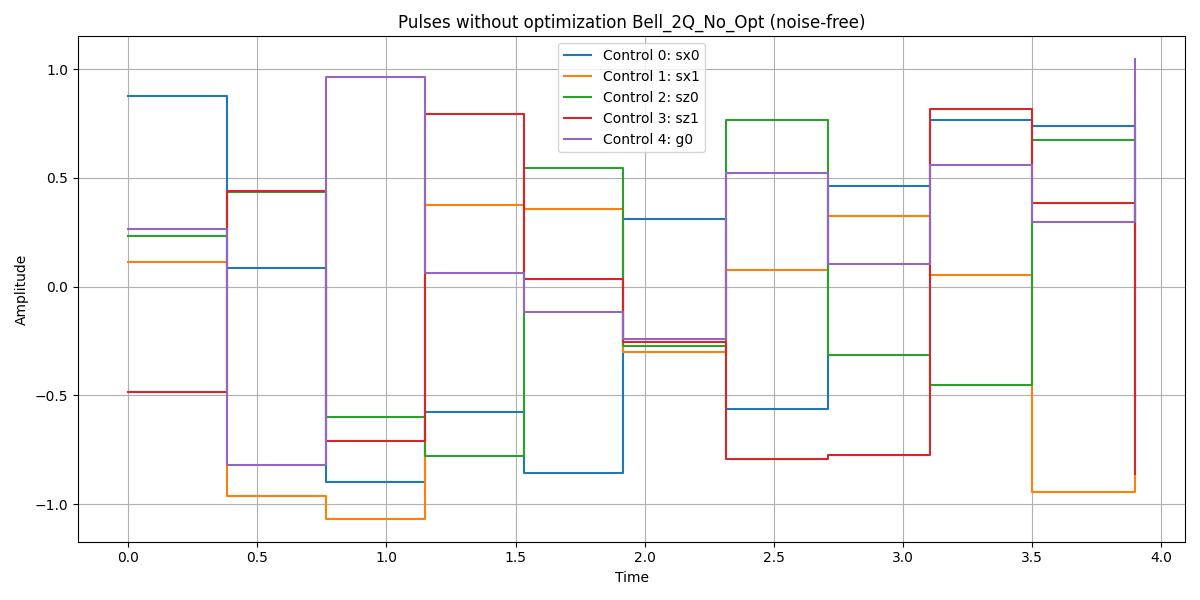 Pulses without optimization Bell_2Q_No_Opt (noise-free)
Control 0: sx0
Control 1: sx1
Control 2: sz0
Control 3: sz1
Control 4: g0
Amplitude
1.0
0.5
0.0
−0.5
−1.0
0.0 0.5 1.0 1.5 2.0 2.5 3.0 3.5 4.0
Time